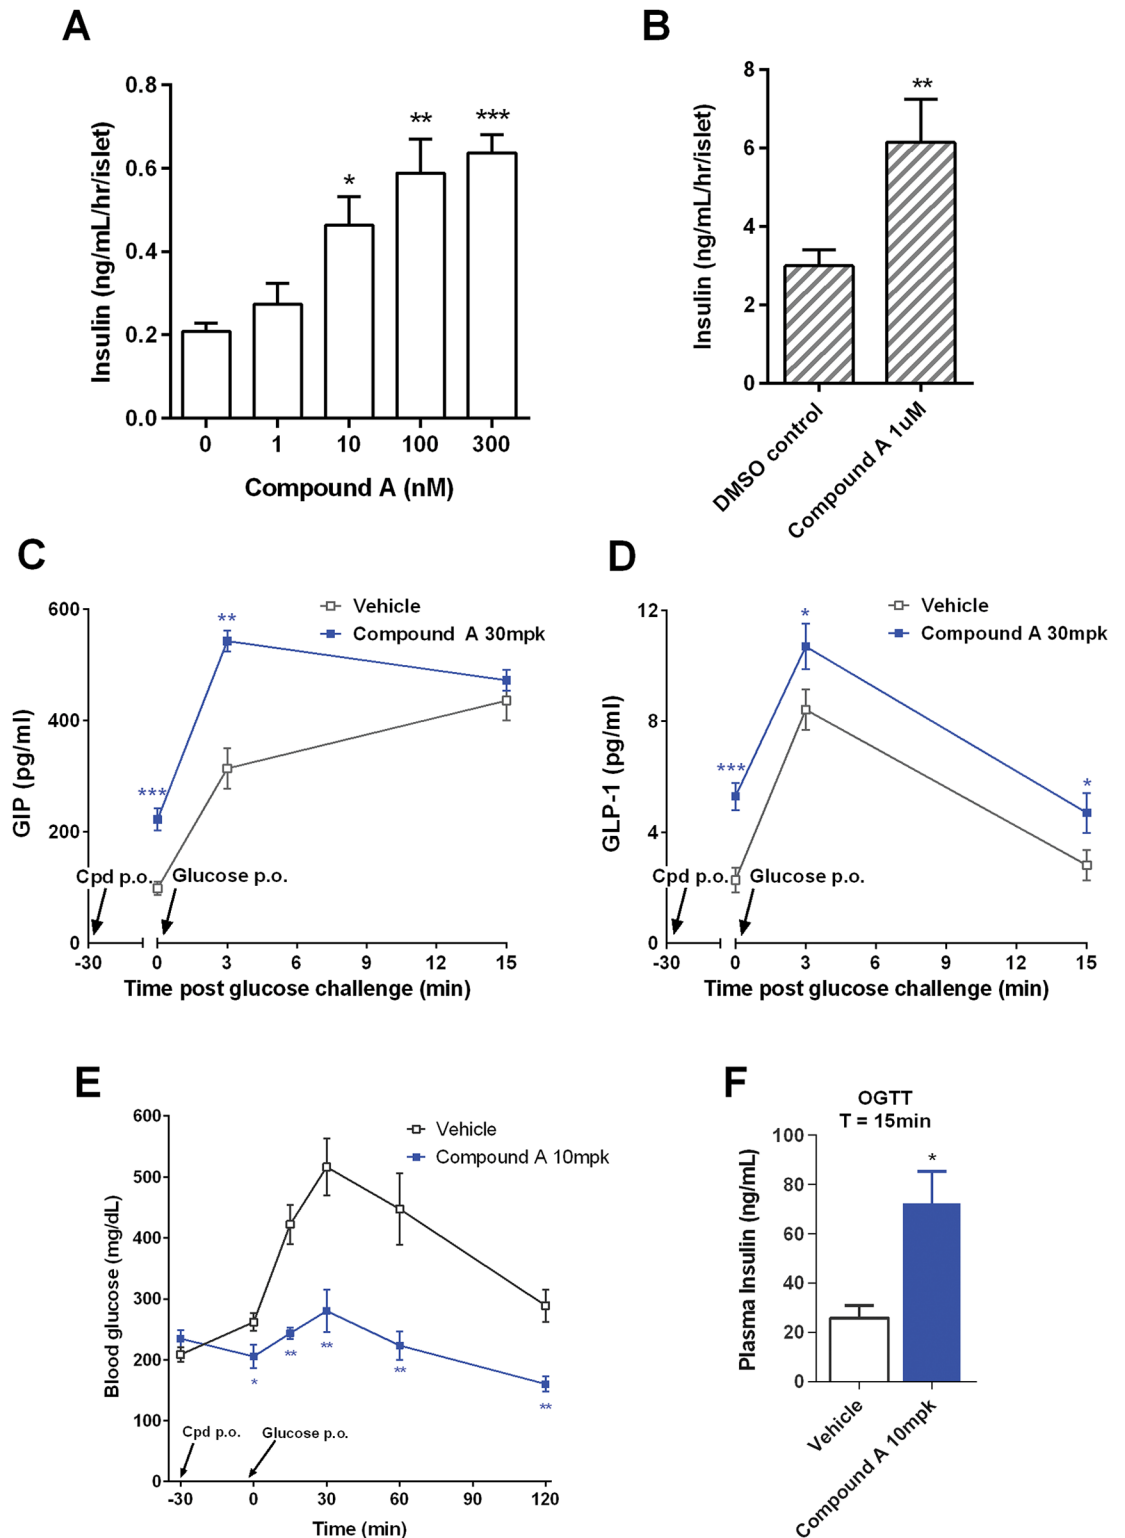 A
B
Insulin (ng/mL/hr/islet)
0.8
0.6
0.4
0.2
0.0
*
**
***
0 1 10 100 300
Compound A (nM)
Insulin (ng/mL/hr/islet)
8
6
4
2
0
**
DMSO control
Compound A 1uM
C
D
GIP (pg/ml)
600
400
200
0
Vehicle
Compound A 30mpk
***
**
Cpd p.o.
Glucose p.o.
-30 0 3 6 9 12 15
Time post glucose challenge (min)
GLP-1 (pg/ml)
12
8
4
0
Vehicle
Compound A 30mpk
***
*
*
Cpd p.o.
Glucose p.o.
-30 0 3 6 9 12 15
Time post glucose challenge (min)
E
F
Blood glucose (mg/dL)
600
500
400
300
200
100
0
Vehicle
Compound A 10mpk
*
**
**
**
**
Cpd p.o.
Glucose p.o.
-30 0 30 60 90 120
Time (min)
OGTT
T = 15min
Plasma Insulin (ng/mL)
100
80
60
40
20
0
*
Vehicle
Compound A 10mpk